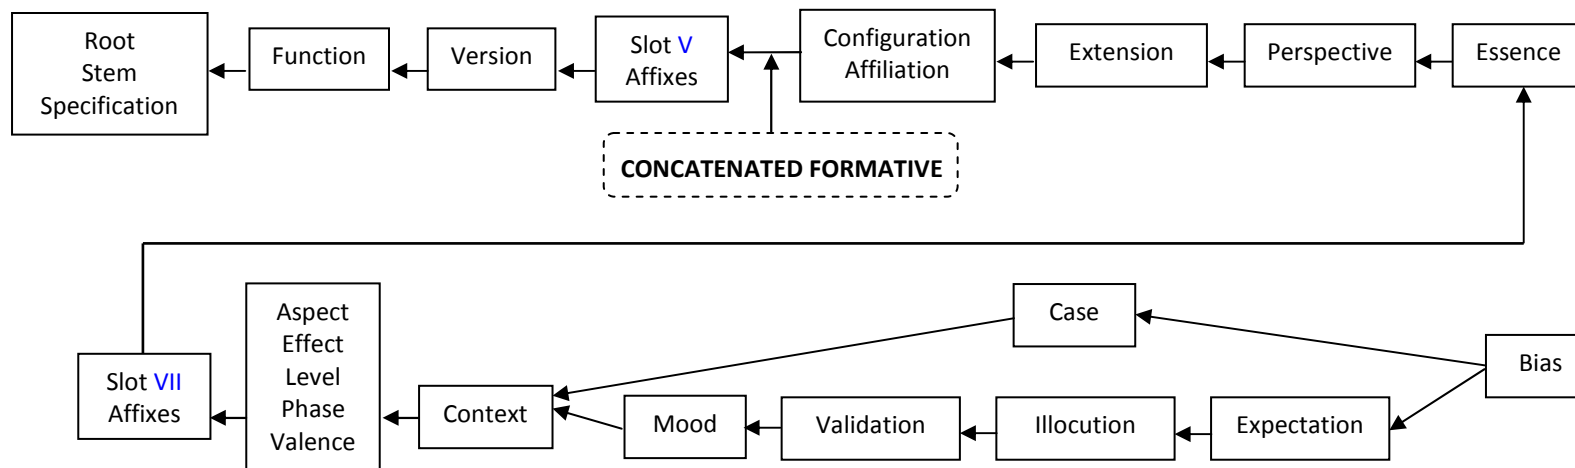 Root
Stem
Specification
Function
Version
Slot V
Affixes
Configuration
Affiliation
Extension
Perspective
Essence
CONCATENATED FORMATIVE
Slot VII
Affixes
Aspect
Effect
Level
Phase
Valence
Context
Case
Mood
Validation
Illocution
Expectation
Bias